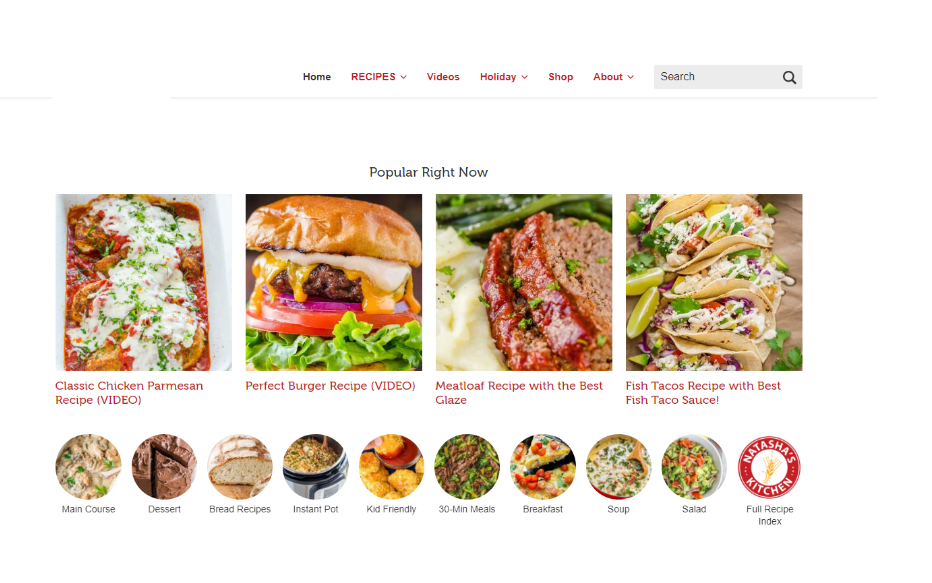 Home RECIPES Videos Holiday Shop About Search
Popular Right Now
Classic Chicken Parmesan
Recipe (VIDEO)
Perfect Burger Recipe (VIDEO)
Meatloaf Recipe with the Best
Glaze
Fish Tacos Recipe with Best
Fish Taco Sauce!
NATASHA'S
KITCHEN
Main Course Dessert Bread Recipes Instant Pot Kid Friendly 30-Min Meals Breakfast Soup Salad Full Recipe
Index